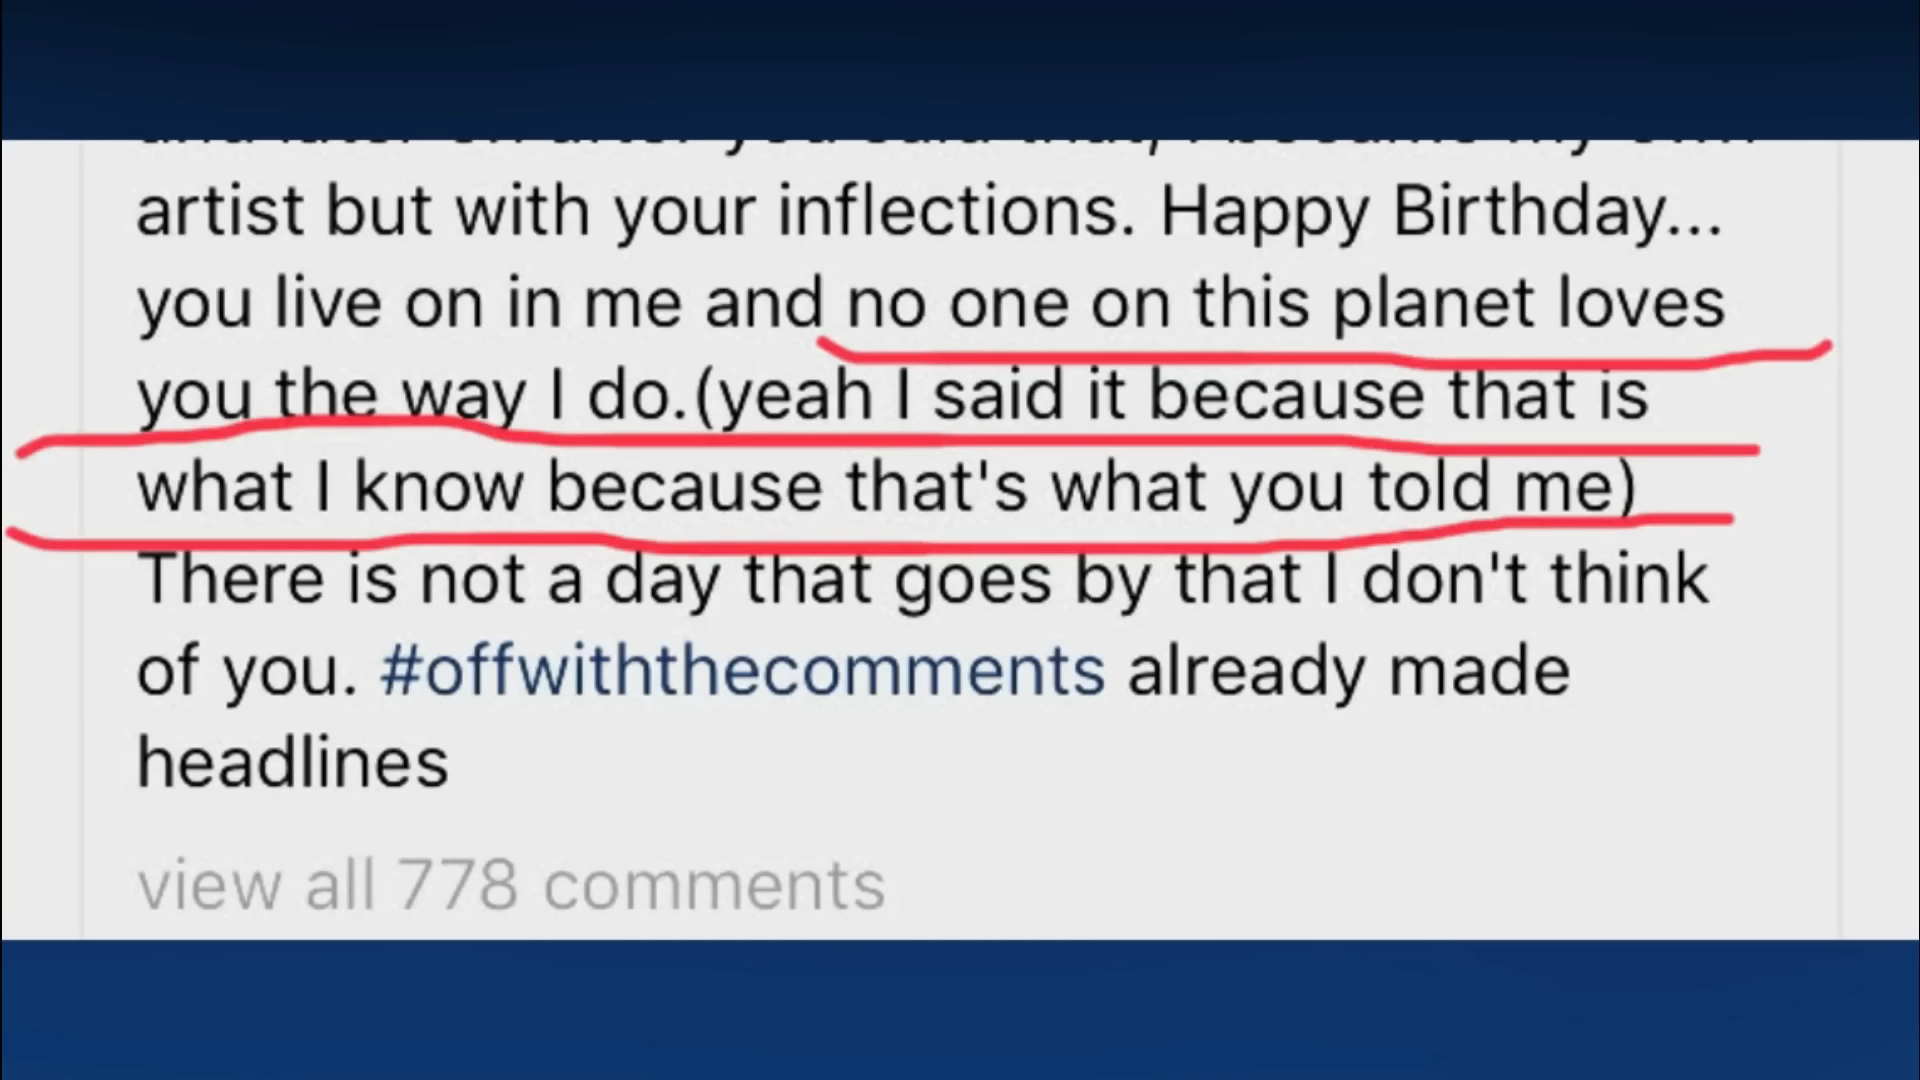 artist but with your inflections. Happy Birthday...
you live on in me and no one on this planet loves
you the way I do.(yeah I said it because that is
what I know because that's what you told me)
There is not a day that goes by that I don't think
of you. #offwiththecomments already made
headlines
view all 778 comments